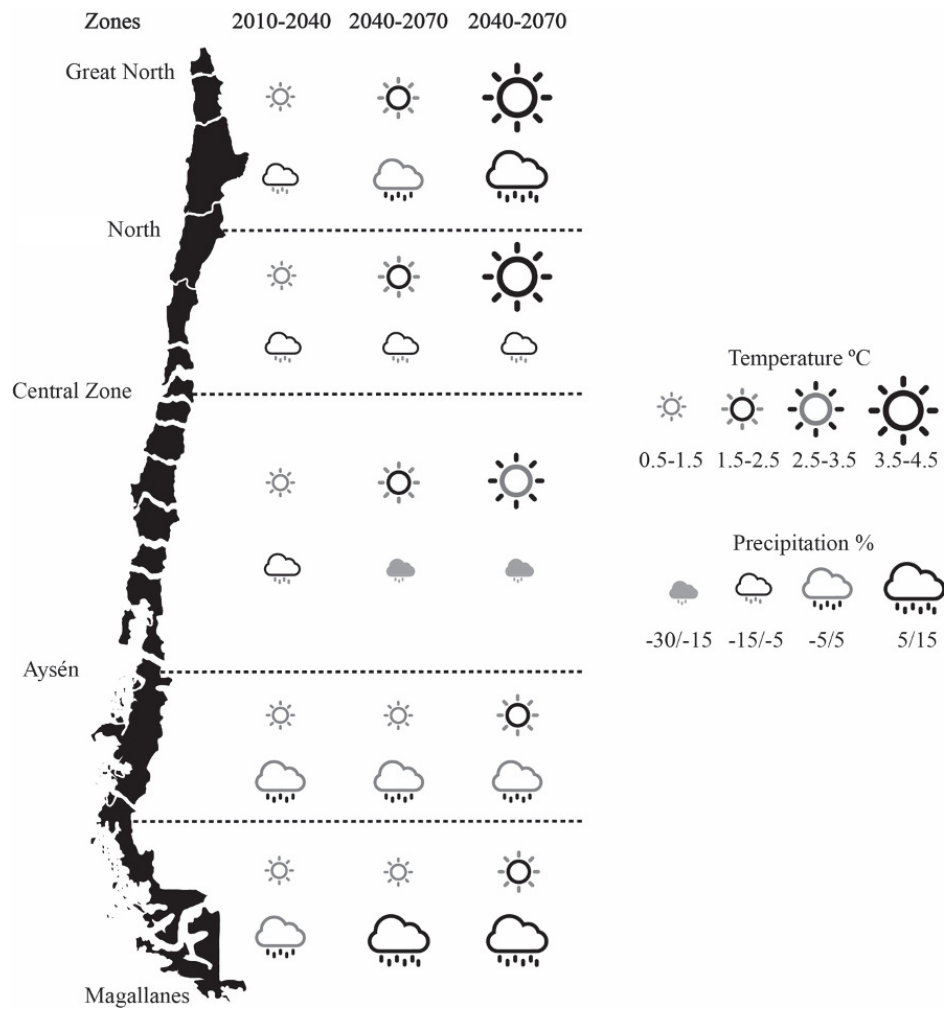 Zones 2010-2040 2040-2070 2040-2070
Great North
North
Central Zone
Temperature ºC
0.5-1.5 1.5-2.5 2.5-3.5 3.5-4.5
Precipitation %
-30/-15 -15/-5 -5/5 5/15
Aysén
Magallanes